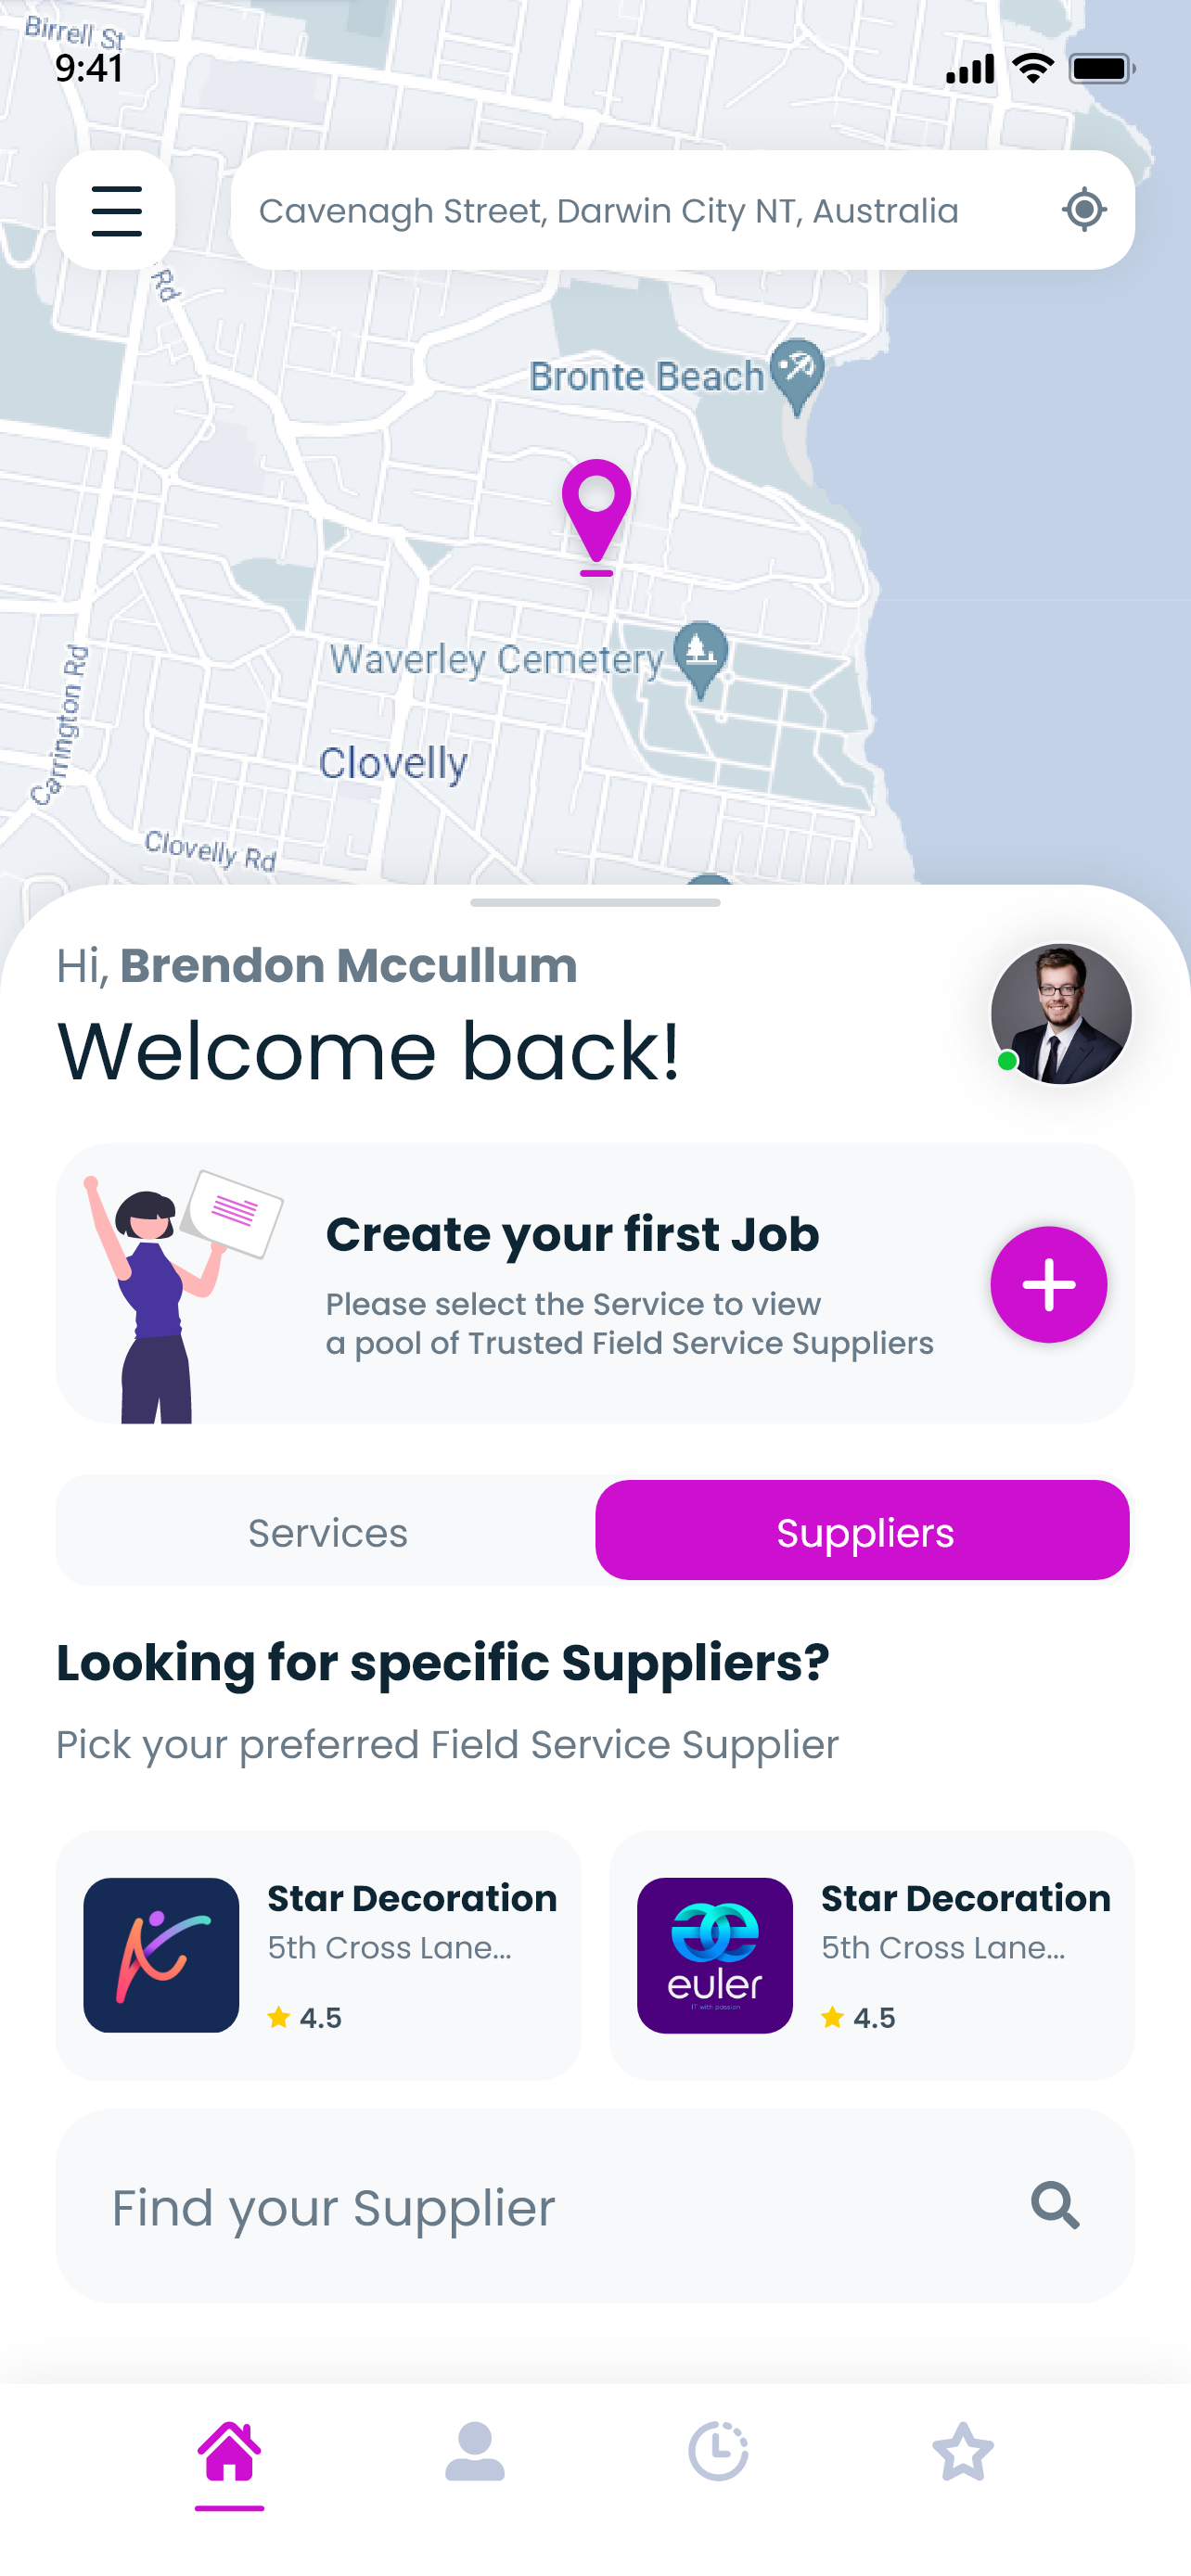 Birrell St
9:41
Cavenagh Street, Darwin City NT, Australia
Rd
Bronte Beach
Waverley Cemetery
Carrington Rd
Clovelly
Clovelly Rd
Hi, Brendon Mccullum
Welcome back!
Create your first Job
Please select the Service to view
a pool of Trusted Field Service Suppliers
Services
Suppliers
Looking for specific Suppliers?
Pick your preferred Field Service Supplier
Star Decoration
5th Cross Lane...
4.5
euler
IT with passion
Star Decoration
5th Cross Lane...
4.5
Find your Supplier